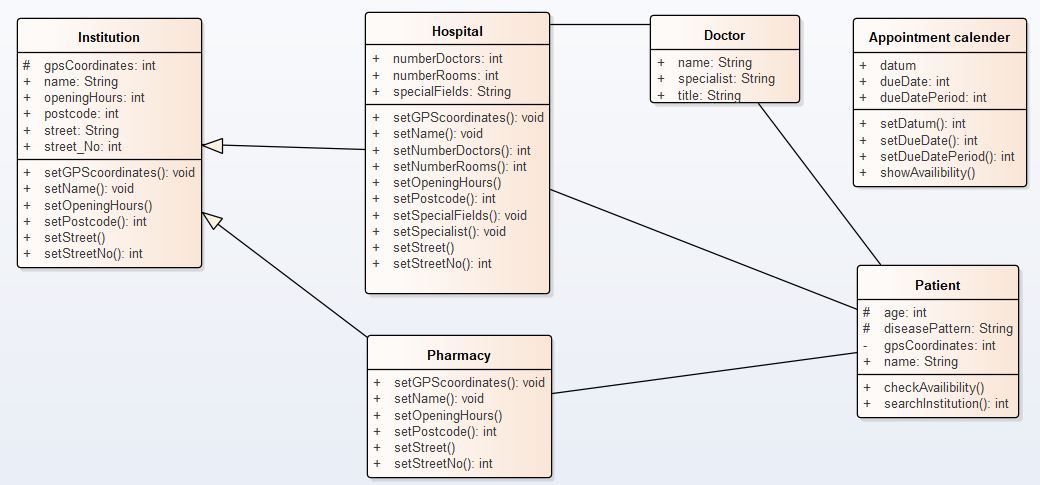 Institution
# gpsCoordinates: int
+ name: String
+ openingHours: int
+ postcode: int
+ street: String
+ street_No: int
+ setGPScoordinates(): void
+ setName(): void
+ setOpeningHours()
+ setPostcode(): int
+ setStreet()
+ setStreetNo(): int
Hospital
+ numberDoctors: int
+ numberRooms: int
+ specialFields: String
+ setGPScoordinates(): void
+ setName(): void
+ setNumberDoctors(): int
+ setNumberRooms(): int
+ setOpeningHours()
+ setPostcode(): int
+ setSpecialFields(): void
+ setSpecialist(): void
+ setStreet()
+ setStreetNo(): int
Doctor
+ name: String
+ specialist: String
+ title: String
Appointment calender
+ datum
+ dueDate: int
+ dueDatePeriod: int
+ setDatum(): int
+ setDueDate(): int
+ setDueDatePeriod(): int
+ showAvailibility()
Pharmacy
+ setGPScoordinates(): void
+ setName(): void
+ setOpeningHours()
+ setPostcode(): int
+ setStreet()
+ setStreetNo(): int
Patient
# age: int
# diseasePattern: String
- gpsCoordinates: int
+ name: String
+ checkAvailibility()
+ searchInstitution(): int